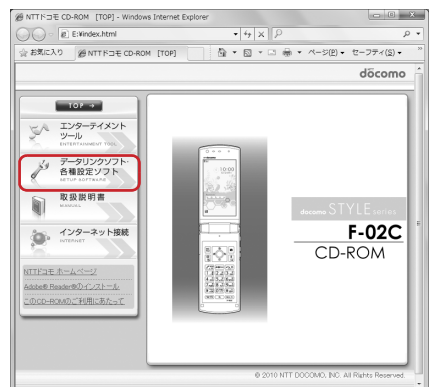 NTTドコモ CD-ROM [TOP] - Windows Internet Explorer
E:¥index.html
お気に入り NTTドコモ CD-ROM [TOP] ページ(P) セーフティ(S)
döcomo
TOP →
エンターテイメント
ツール
ENTERTAINMENT TOOL
データリンクソフト・
各種設定ソフト
SETUP SOFTWARE
取扱説明書
MANUAL
インターネット接続
INTERNET
NTTドコモ ホームページ
Adobe® Reader®のインストール
このCD-ROMのご利用にあたって
10:00
docomo STYLE series
F-02C
CD-ROM
© 2010 NTT DOCOMO, INC. All Rights Reserved.